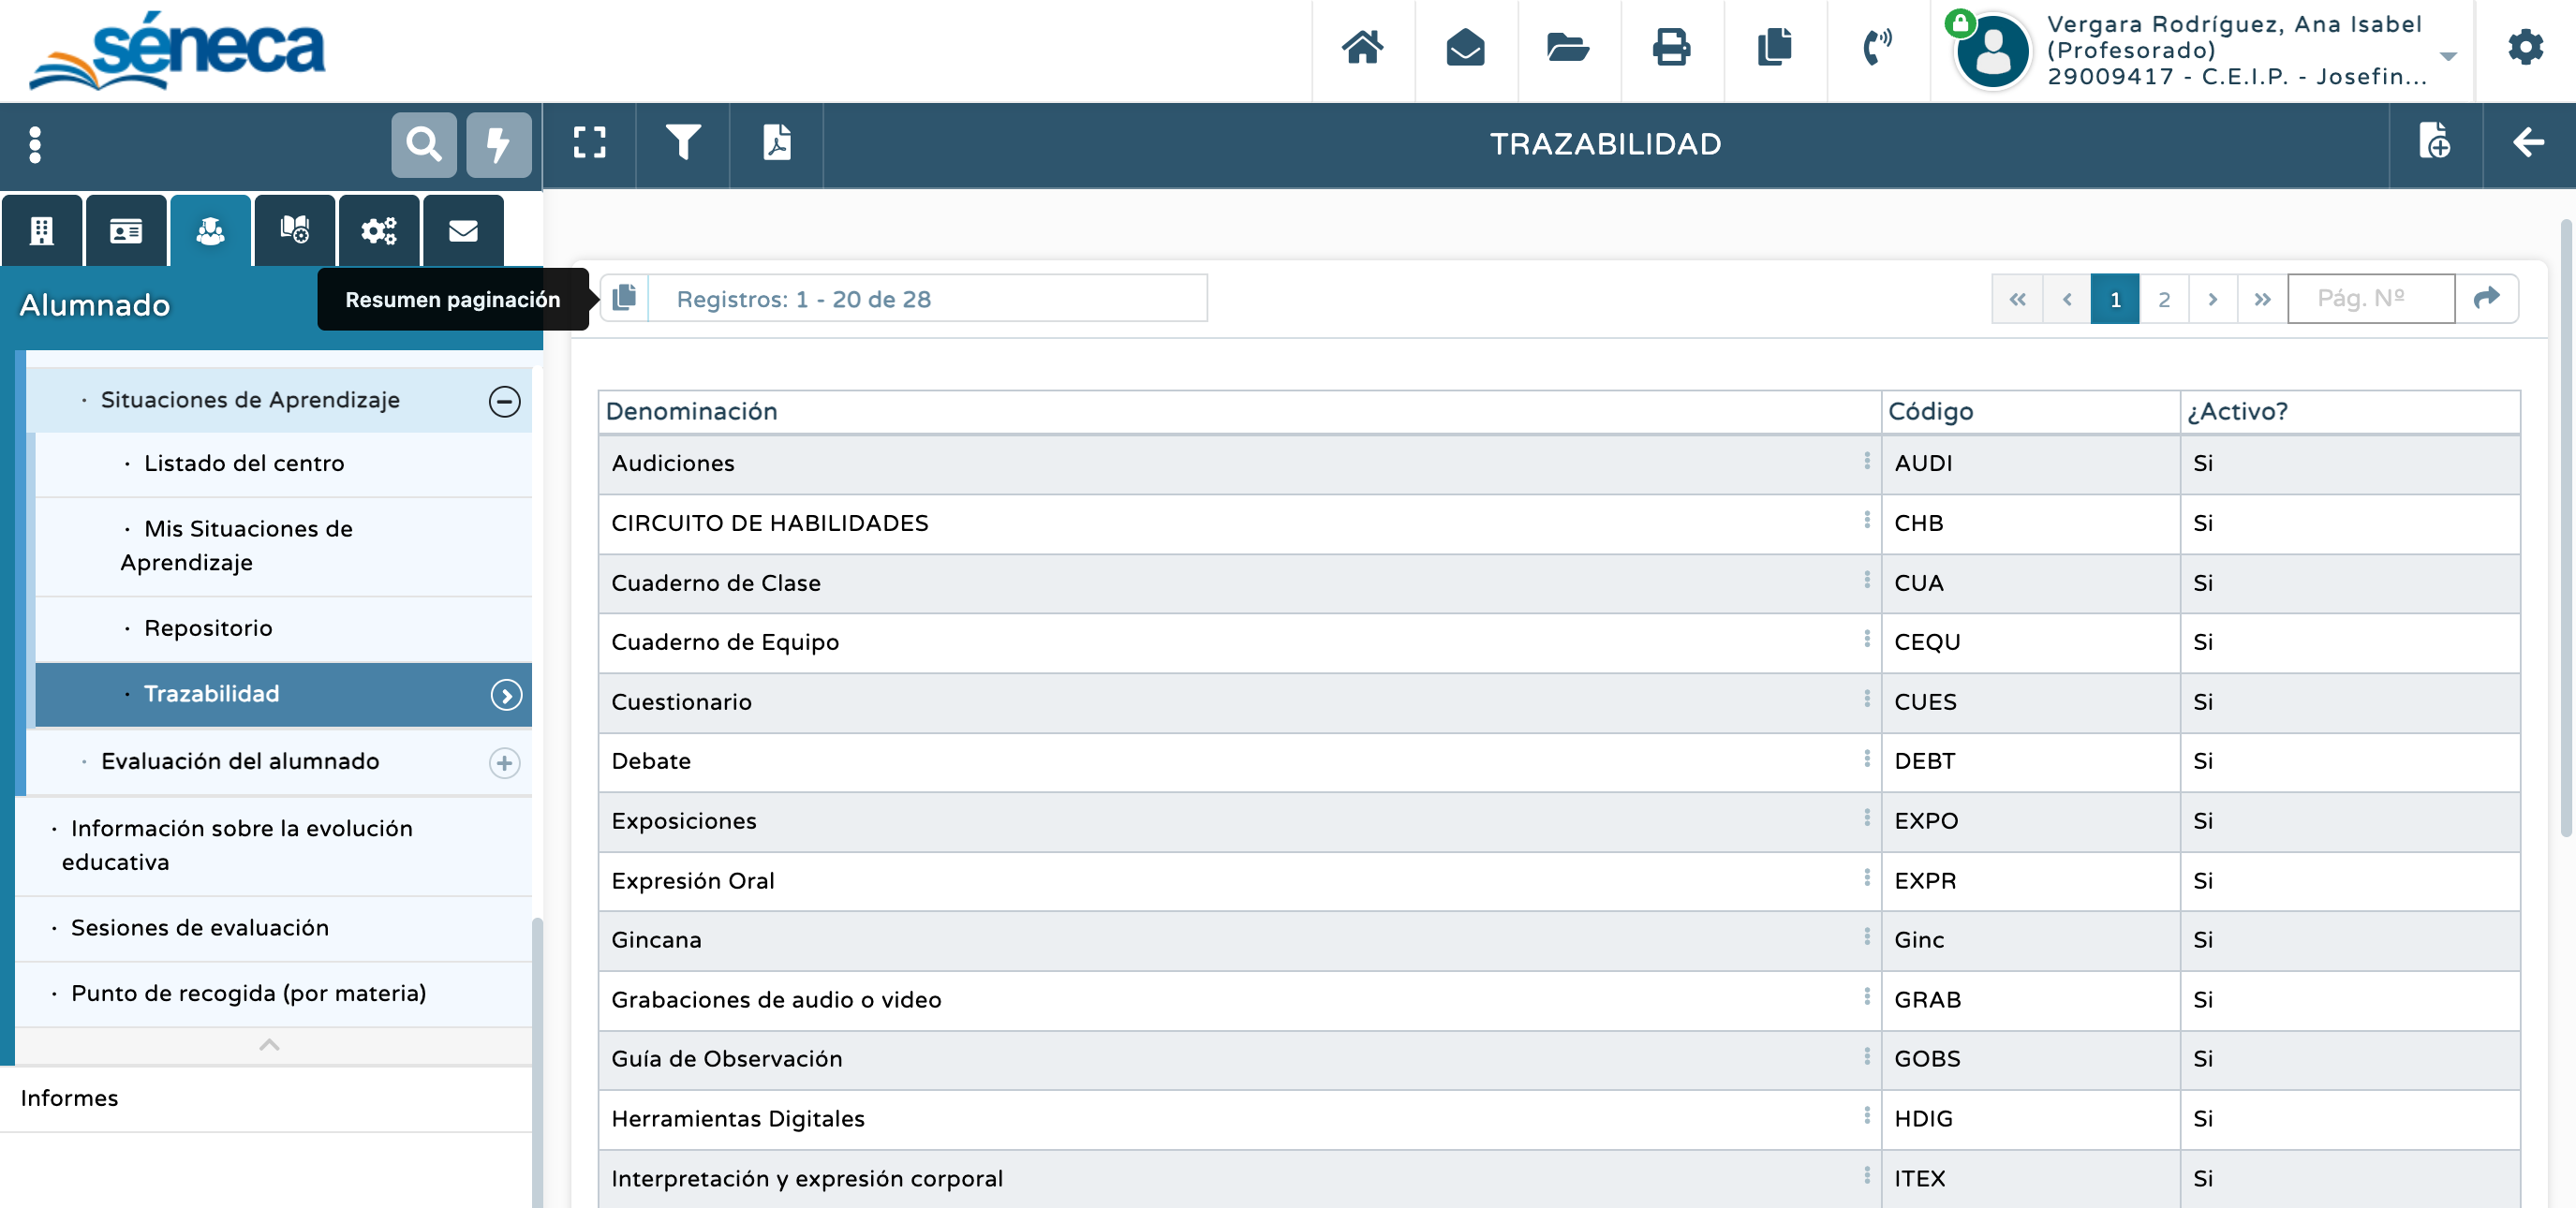 séneca
Vergara Rodríguez, Ana Isabel
(Profesorado)
29009417 - C.E.I.P. - Josefin...
TRAZABILIDAD
Alumnado
Resumen paginación
Registros: 1 - 20 de 28
« ‹ 1 2 › » Pág. Nº
· Situaciones de Aprendizaje
· Listado del centro
· Mis Situaciones de
Aprendizaje
· Repositorio
· Trazabilidad
· Evaluación del alumnado
· Información sobre la evolución
educativa
· Sesiones de evaluación
· Punto de recogida (por materia)
Informes
Denominación Código ¿Activo?
Audiciones AUDI Si
CIRCUITO DE HABILIDADES CHB Si
Cuaderno de Clase CUA Si
Cuaderno de Equipo CEQU Si
Cuestionario CUES Si
Debate DEBT Si
Exposiciones EXPO Si
Expresión Oral EXPR Si
Gincana Ginc Si
Grabaciones de audio o video GRAB Si
Guía de Observación GOBS Si
Herramientas Digitales HDIG Si
Interpretación y expresión corporal ITEX Si